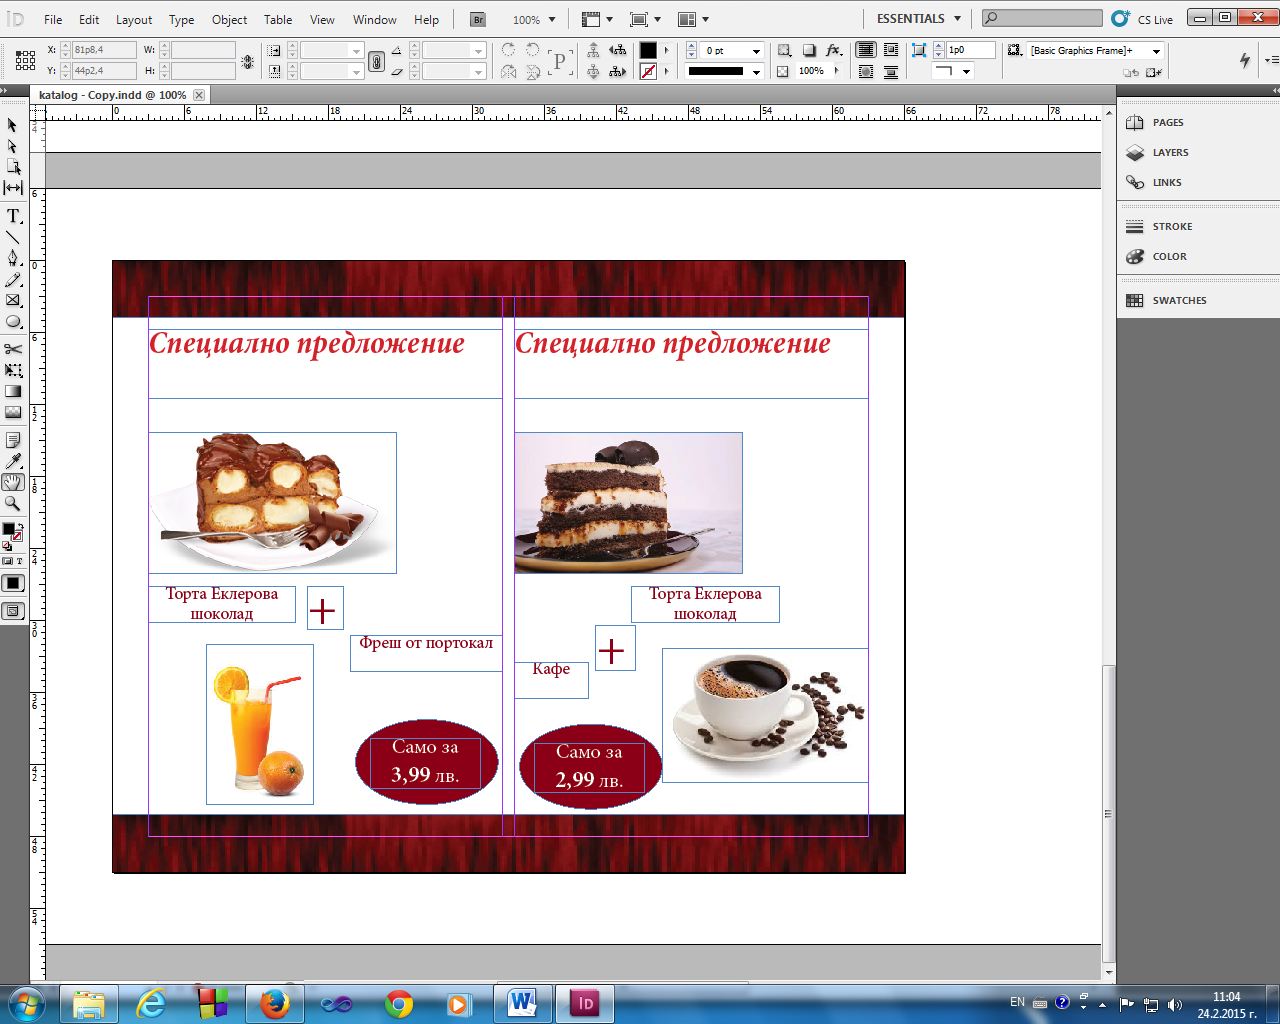 File Edit Layout Type Object Table View Window Help Br 100% ESSENTIALS CS Live
X: 81p8,4 W: 0 pt 1p0 [Basic Graphics Frame]+
Y: 44p2,4 H: P 100%
katalog - Copy.indd @ 100%
0 6 12 18 24 30 36 42 48 54 60 66 72 78
PAGES
LAYERS
LINKS
STROKE
COLOR
SWATCHES
Специално предложение
Специално предложение
Торта Еклерова
шоколад
+
Фреш от портокал
Само за
3,99 лв.
Торта Еклерова
шоколад
+
Кафе
Само за
2,99 лв.
EN 11:04
24.2.2015 г.